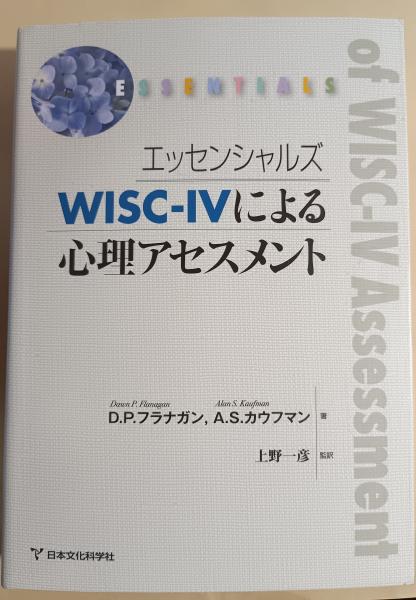 ESSENTIALS
of WISC-IV Assessment
エッセンシャルズ
WISC-IVによる
心理アセスメント
Dawn P. Flanagan Alan S. Kaufman
D.P.フラナガン, A.S.カウフマン 著
上野一彦 監訳
日本文化科学社